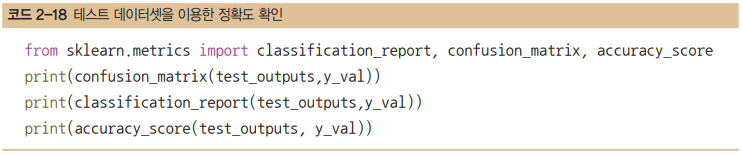 코드 2-18 테스트 데이터셋을 이용한 정확도 확인
from sklearn.metrics import classification_report, confusion_matrix, accuracy_score
print(confusion_matrix(test_outputs,y_val))
print(classification_report(test_outputs,y_val))
print(accuracy_score(test_outputs, y_val))